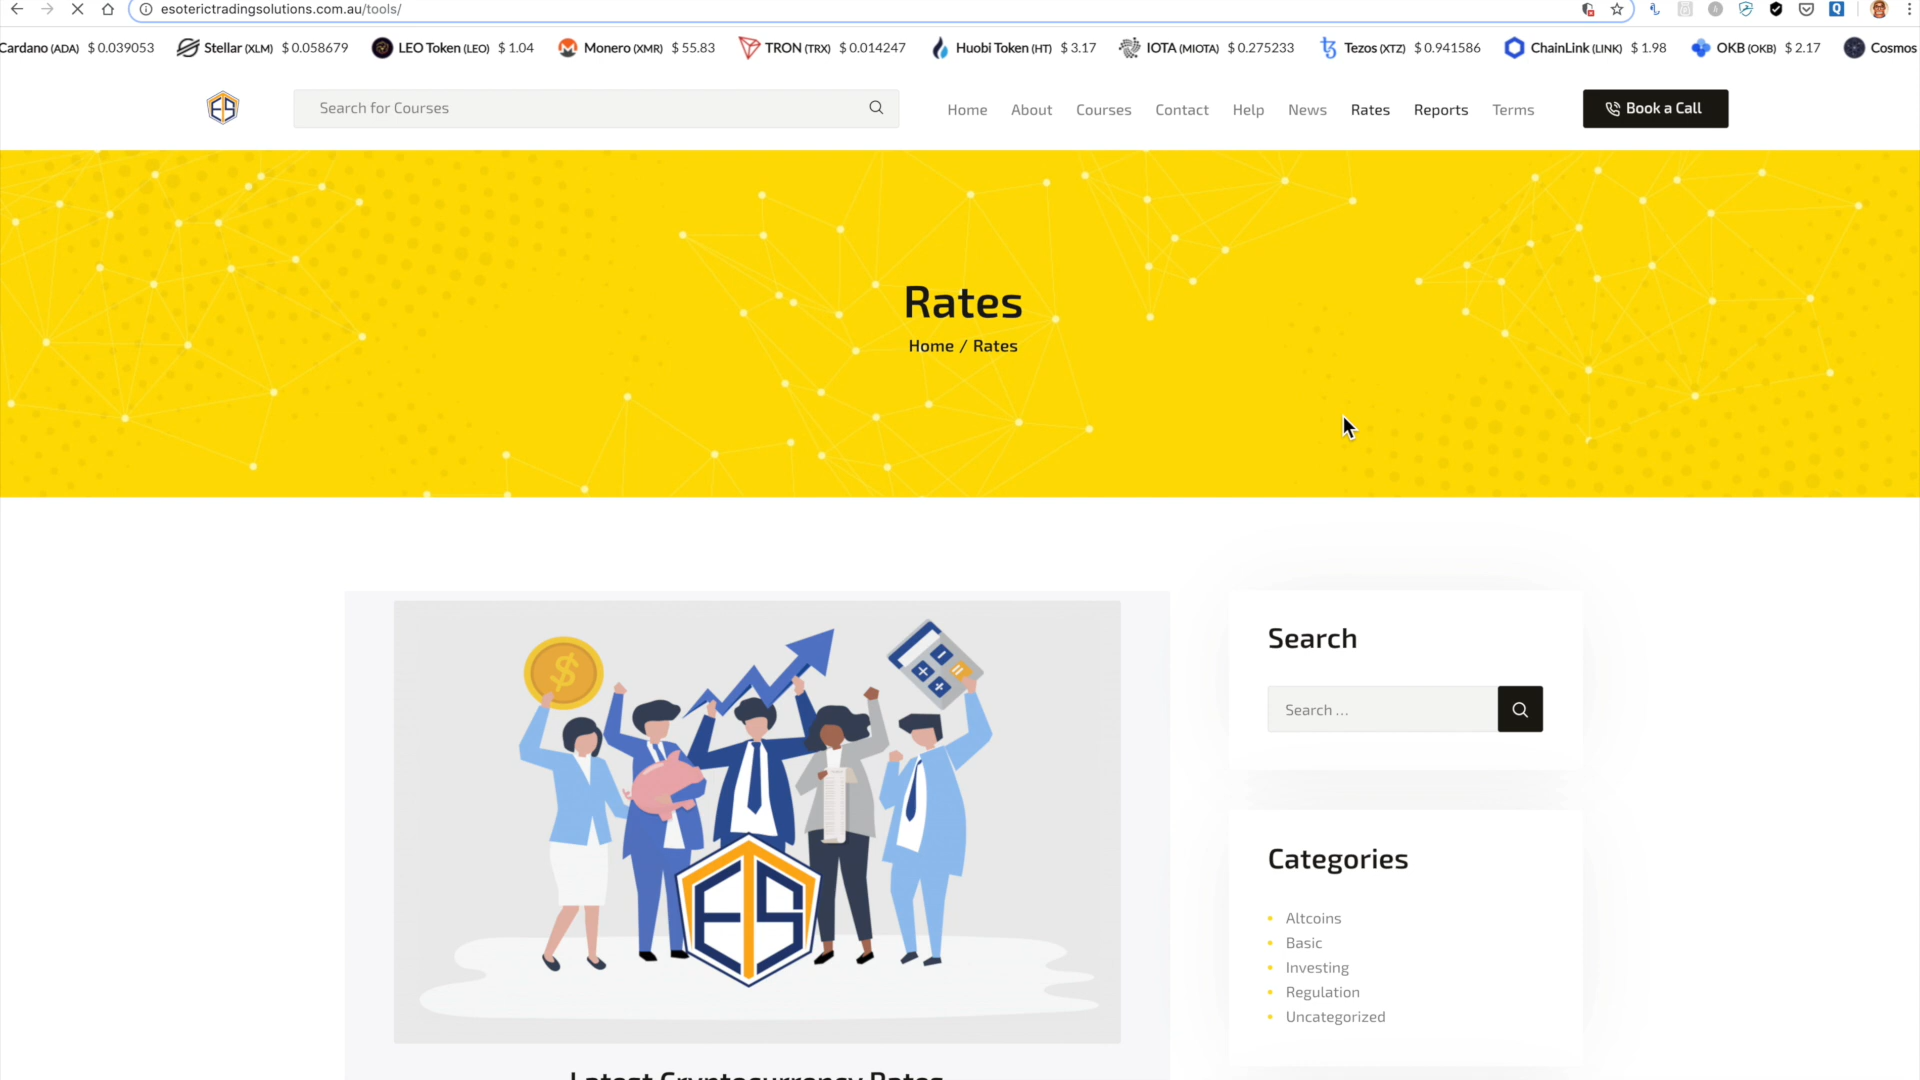 esoterictradingsolutions.com.au/tools/
Cardano (ADA) $ 0.039053 Stellar (XLM) $ 0.058679 LEO Token (LEO) $ 1.04 Monero (XMR) $ 55.83 TRON (TRX) $ 0.014247 Huobi Token (HT) $ 3.17 IOTA (MIOTA) $ 0.275233 Tezos (XTZ) $ 0.941586 ChainLink (LINK) $ 1.98 OKB (OKB) $ 2.17 Cosmos
ES Search for Courses Home About Courses Contact Help News Rates Reports Terms Book a Call
Rates
Home / Rates
Search
Search ...
Categories
Altcoins
Basic
Investing
Regulation
Uncategorized
$
ES
Latest Cryptocurrency Rates